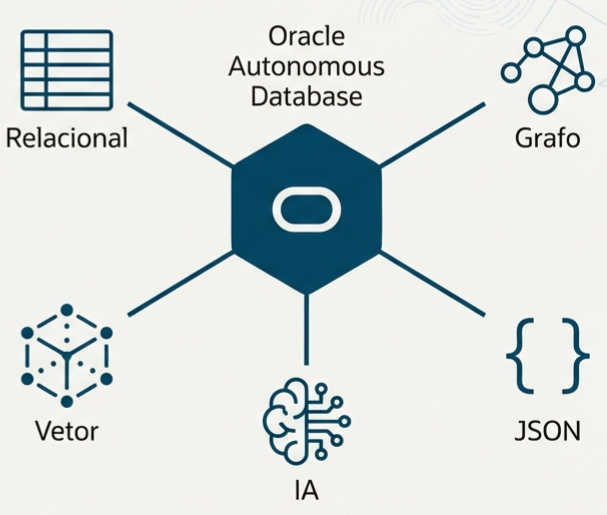 Oracle
Autonomous
Database
Relacional
Grafo
Vetor
{ }
JSON
IA